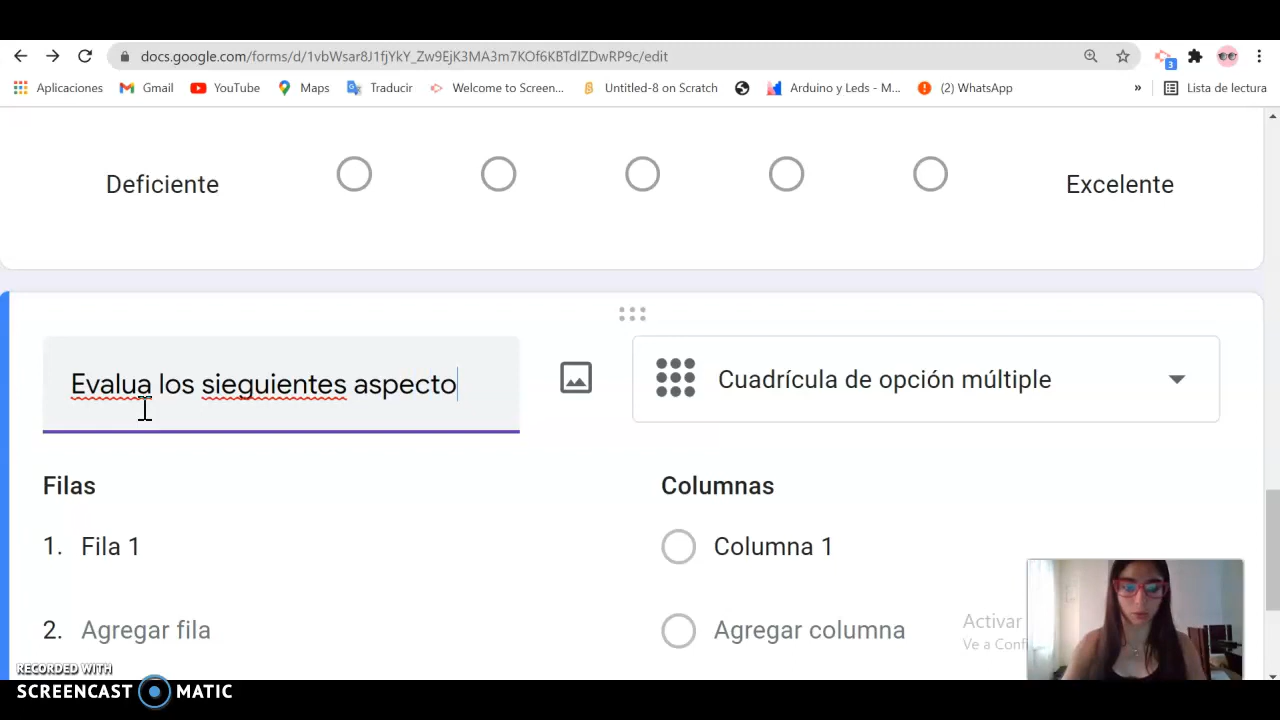 docs.google.com/forms/d/1vbWsar8J1fjYkY_Zw9EjK3MA3m7KOf6KBTdlZDwRP9c/edit
3
Aplicaciones Gmail YouTube Maps Traducir Welcome to Screen... Untitled-8 on Scratch Arduino y Leds - M... (2) WhatsApp » Lista de lectura
Deficiente Excelente
Evalua los sieguientes aspecto
Cuadrícula de opción múltiple
Filas Columnas
1. Fila 1 Columna 1
2. Agregar fila Agregar columna
Activar
Ve a Conf
RECORDED WITH
SCREENCAST MATIC